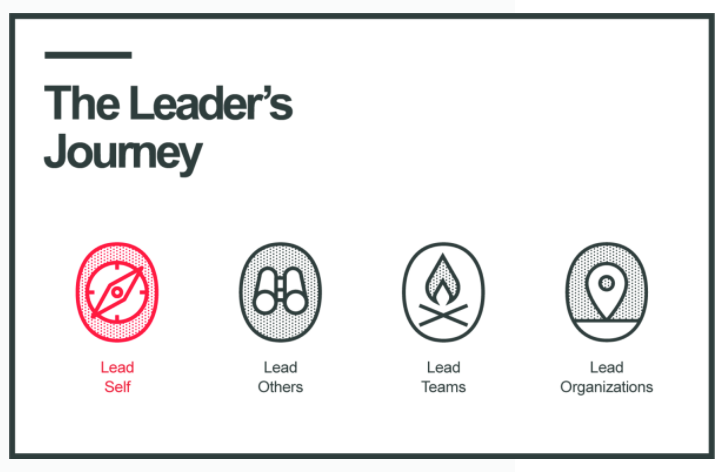 The Leader’s
Journey
Lead
Self
Lead
Others
Lead
Teams
Lead
Organizations